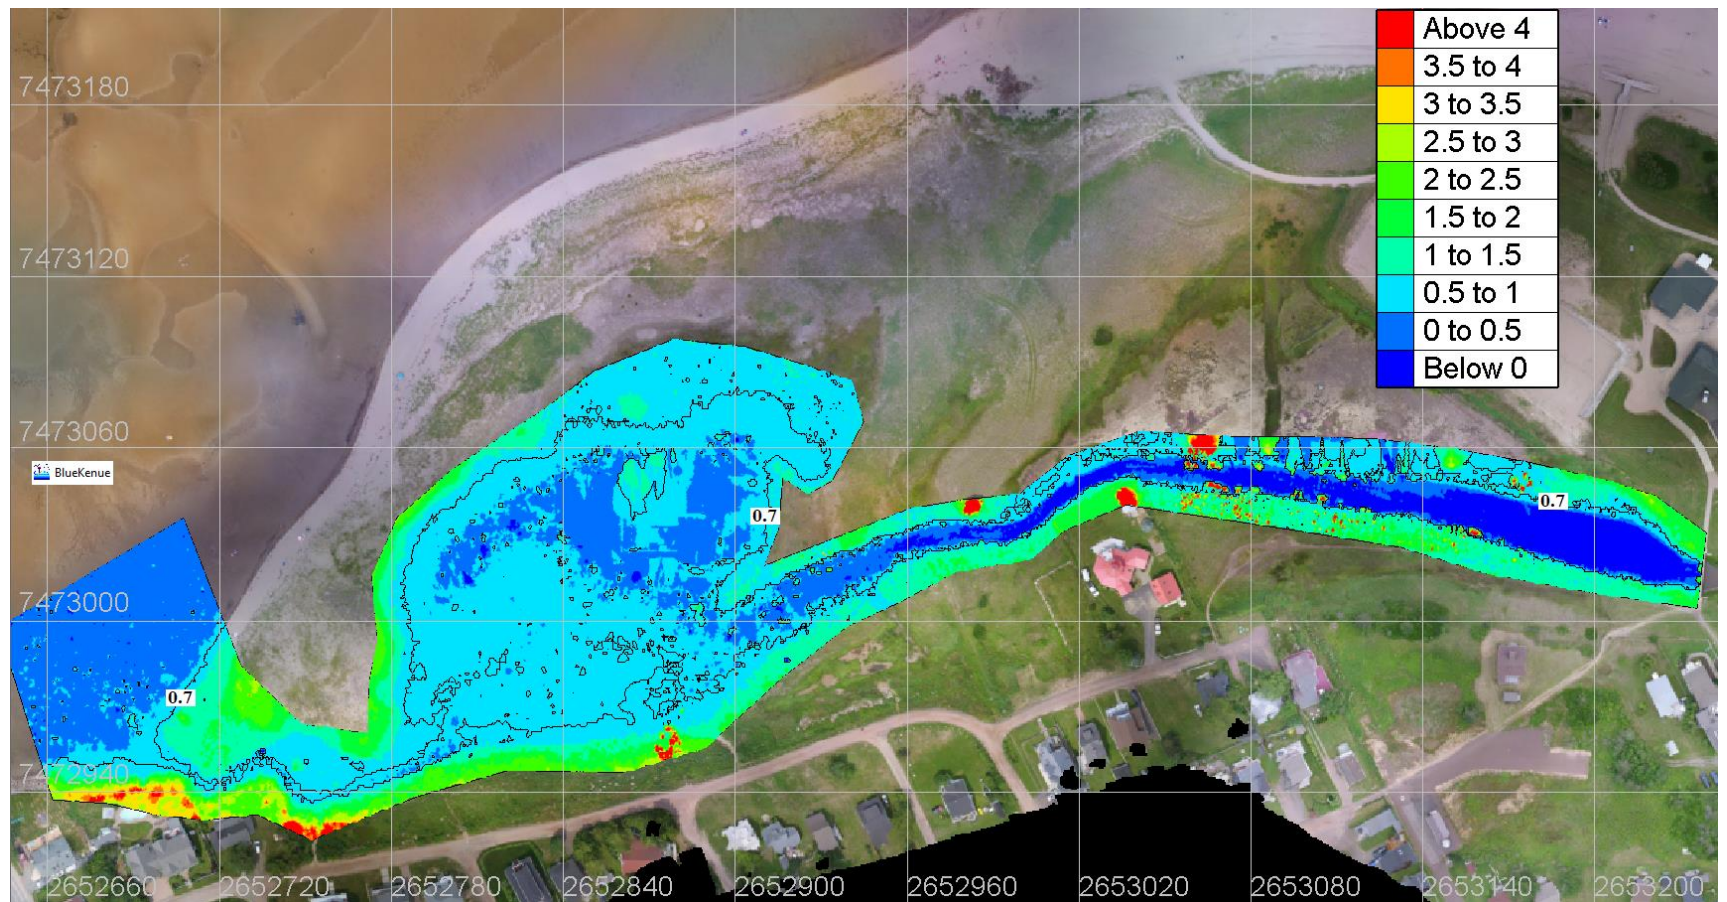 Above 4
3.5 to 4
3 to 3.5
2.5 to 3
2 to 2.5
1.5 to 2
1 to 1.5
0.5 to 1
0 to 0.5
Below 0
7473180
7473120
7473060
BlueKenue
0.7
0.7
7473000
0.7
7472940
2652660 2652720 2652780 2652840 2652900 2652960 2653020 2653080 2653140 2653200